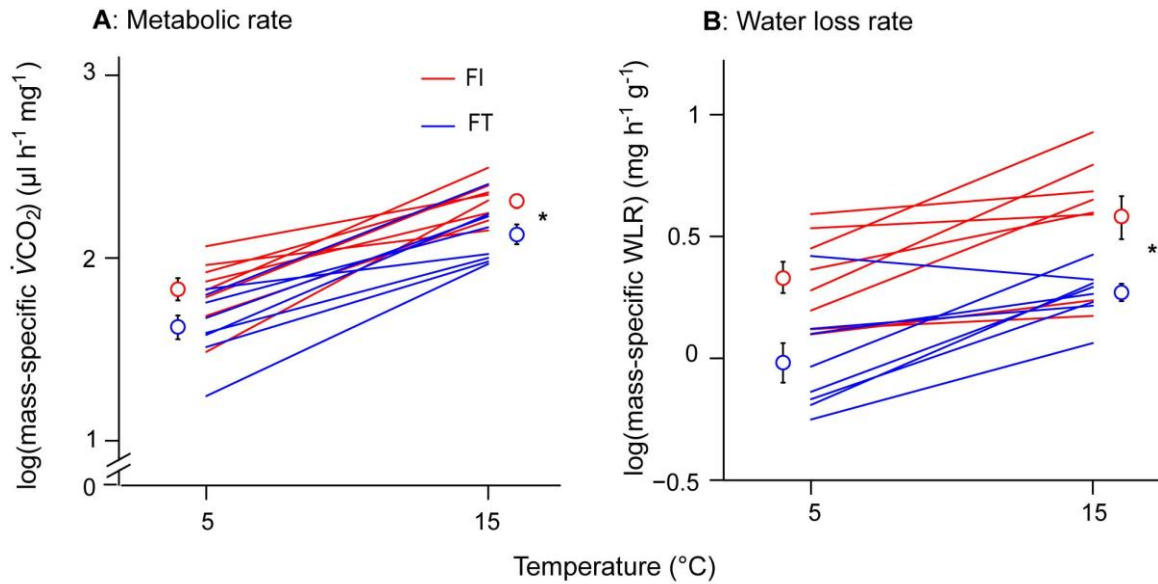 A: Metabolic rate
log(mass-specific V̇CO₂) (µl h⁻¹ mg⁻¹)
3
2
1
0
FI
FT
*
5
15
B: Water loss rate
log(mass-specific WLR) (mg h⁻¹ g⁻¹)
1
0.5
0
−0.5
*
5
15
Temperature (°C)